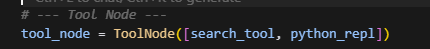 # --- Tool Node ---
tool_node = ToolNode([search_tool, python_repl])